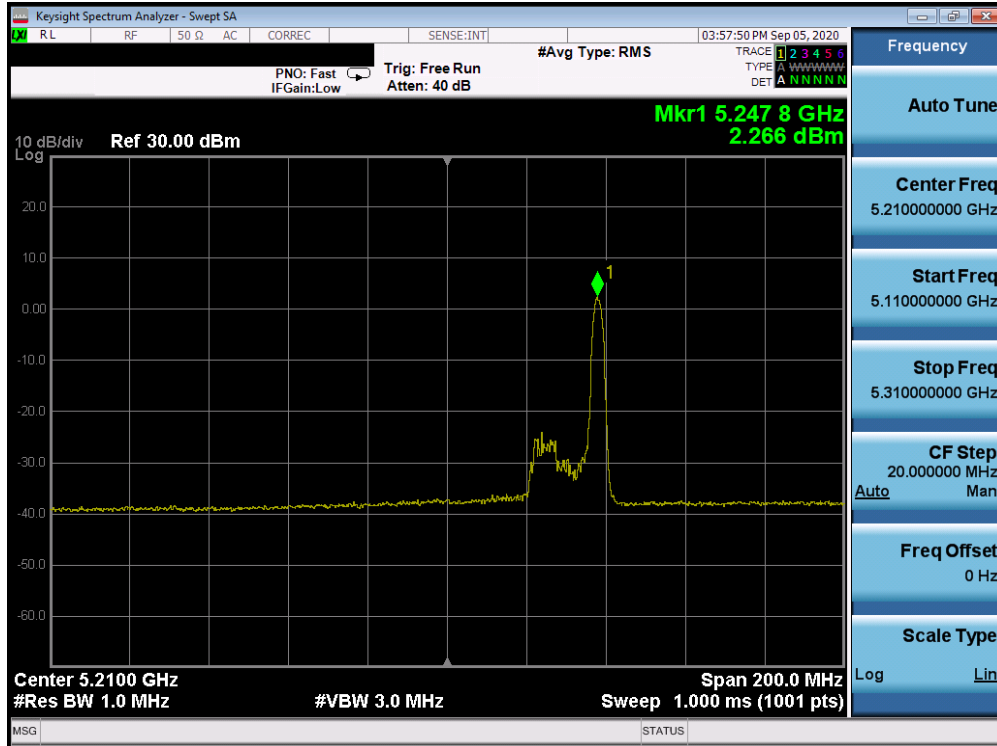 Keysight Spectrum Analyzer - Swept SA
LXI RL RF 50 Ω AC CORREC SENSE:INT 03:57:50 PM Sep 05, 2020
PNO: Fast
IFGain:Low
Trig: Free Run
Atten: 40 dB
#Avg Type: RMS
TRACE 1 2 3 4 5 6
TYPE A WWWWW
DET A N N N N N
Mkr1 5.247 8 GHz
2.266 dBm
10 dB/div Ref 30.00 dBm
Log
20.0
10.0
0.00
-10.0
-20.0
-30.0
-40.0
-50.0
-60.0
1
Center 5.2100 GHz Span 200.0 MHz
#Res BW 1.0 MHz #VBW 3.0 MHz Sweep 1.000 ms (1001 pts)
MSG STATUS
Frequency
Auto Tune
Center Freq
5.210000000 GHz
Start Freq
5.110000000 GHz
Stop Freq
5.310000000 GHz
CF Step
20.000000 MHz
Auto Man
Freq Offset
0 Hz
Scale Type
Log Lin